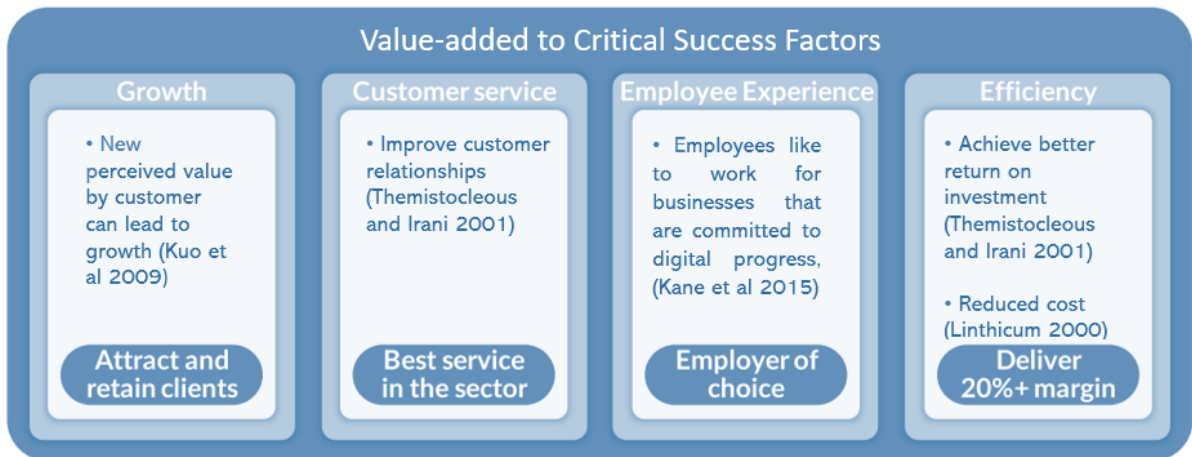 Value-added to Critical Success Factors
Growth
• New
perceived value
by customer
can lead to
growth (Kuo et
al 2009)
Attract and
retain clients
Customer service
• Improve customer
relationships
(Themistocleous
and Irani 2001)
Best service
in the sector
Employee Experience
• Employees like
to work for
businesses that
are committed to
digital progress,
(Kane et al 2015)
Employer of
choice
Efficiency
• Achieve better
return on
investment
(Themistocleous
and Irani 2001)
• Reduced cost
(Linthicum 2000)
Deliver
20%+ margin